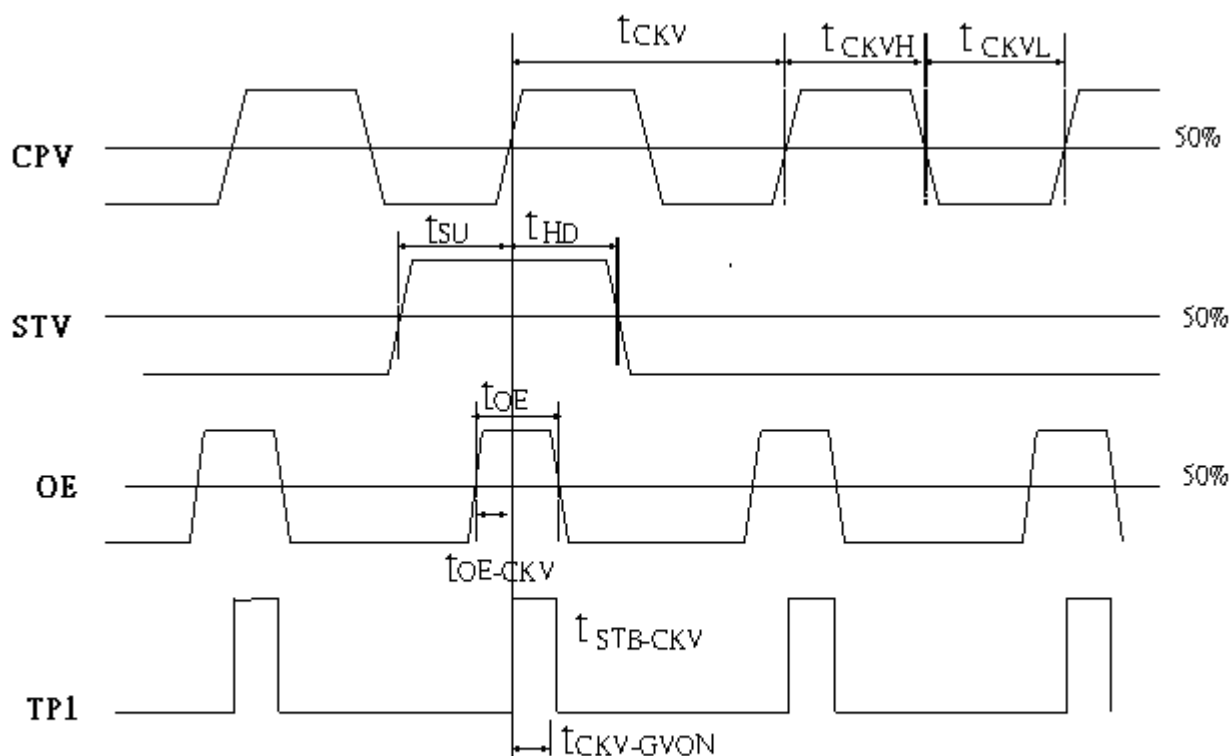 tCKV tCKVH tCKVL
CPV 50%
tSU tHD
STV 50%
tOE
OE 50%
tOE-CKV
tSTB-CKV
TP1
tCKV-GVON